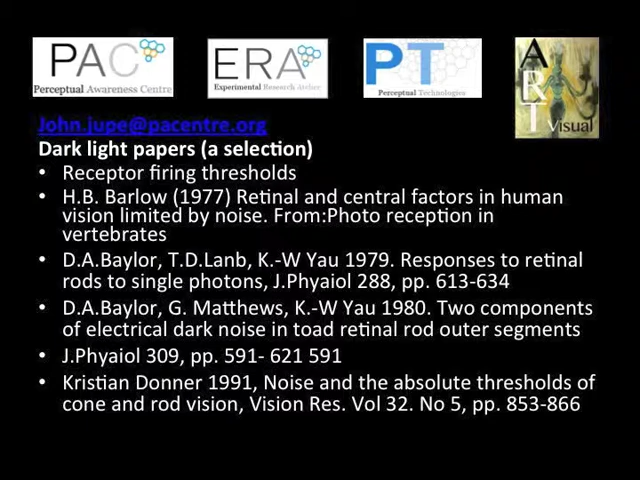 PAC
Perceptual Awareness Centre
ERA
Experimental Research Archive
PT
Perceptual Technologies
ART
Visual
John.jupe@pacentre.org
Dark light papers (a selection)
• Receptor firing thresholds
• H.B. Barlow (1977) Retinal and central factors in human
vision limited by noise. From:Photo reception in
vertebrates
• D.A.Baylor, T.D.Lanb, K.-W Yau 1979. Responses to retinal
rods to single photons, J.Phyaiol 288, pp. 613-634
• D.A.Baylor, G. Matthews, K.-W Yau 1980. Two components
of electrical dark noise in toad retinal rod outer segments
• J.Phyaiol 309, pp. 591- 621 591
• Kristian Donner 1991, Noise and the absolute thresholds of
cone and rod vision, Vision Res. Vol 32. No 5, pp. 853-866